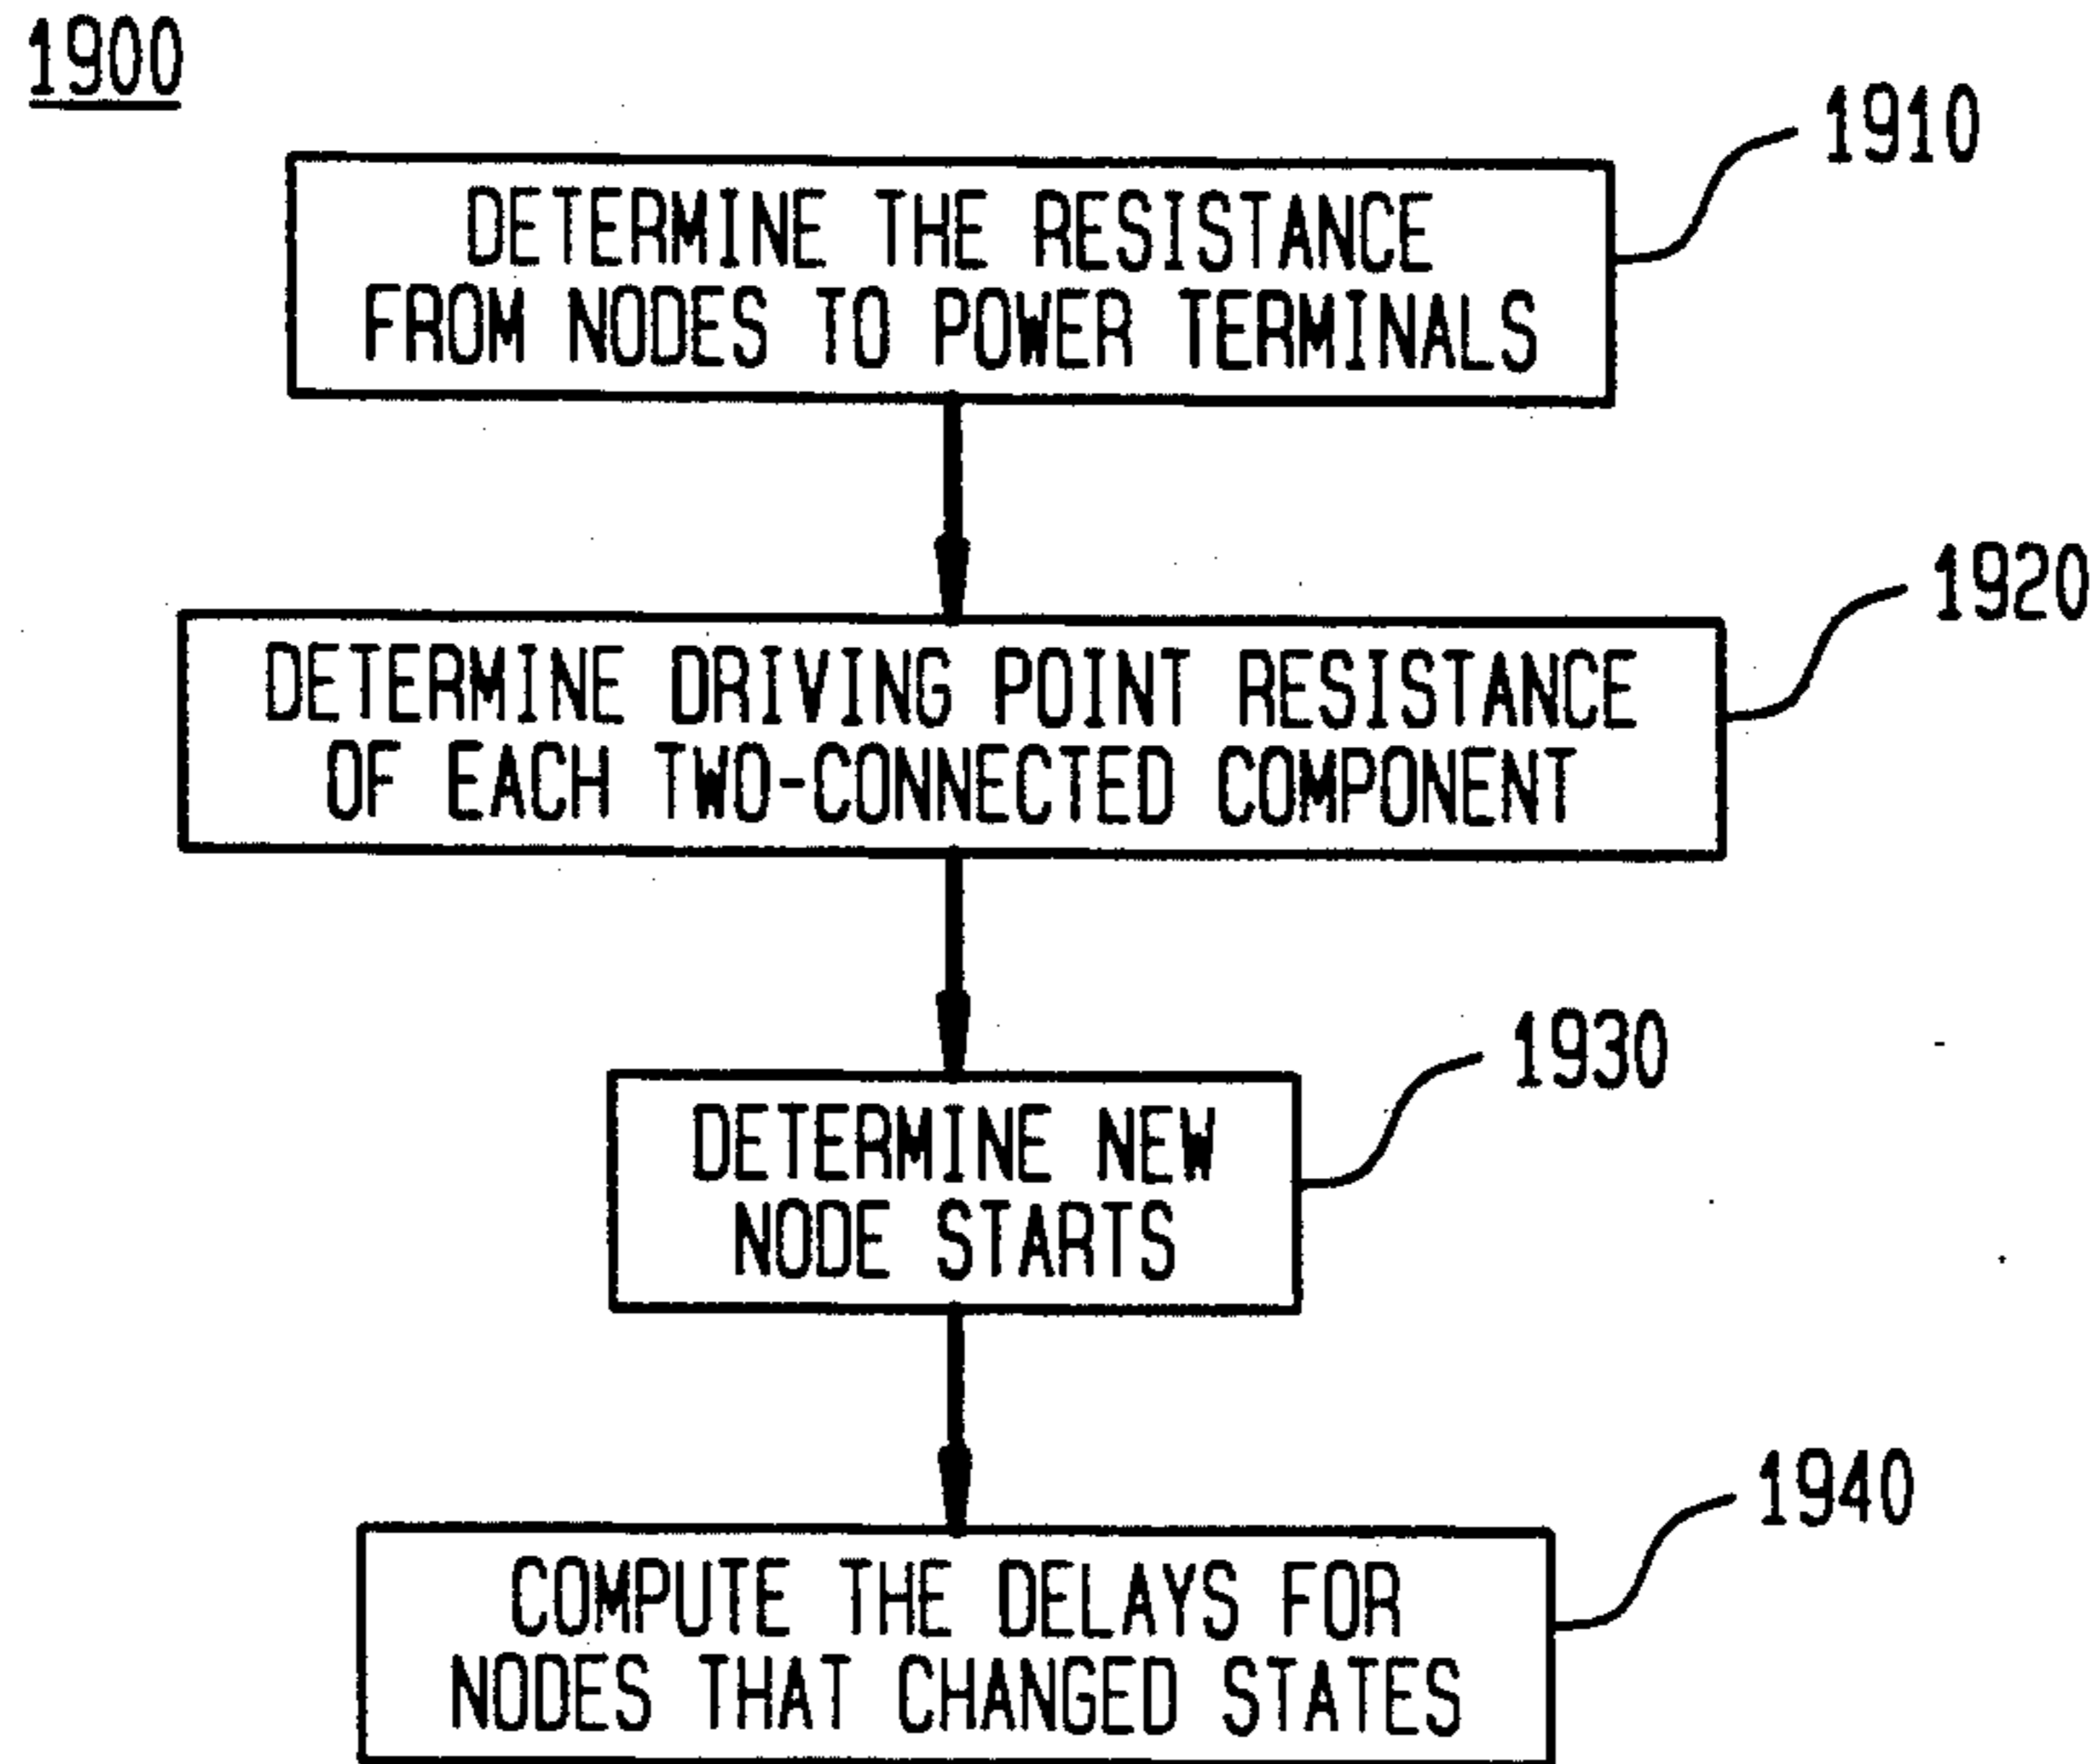 1900
1910
DETERMINE THE RESISTANCE
FROM NODES TO POWER TERMINALS
1920
DETERMINE DRIVING POINT RESISTANCE
OF EACH TWO-CONNECTED COMPONENT
1930
DETERMINE NEW
NODE STARTS
1940
COMPUTE THE DELAYS FOR
NODES THAT CHANGED STATES